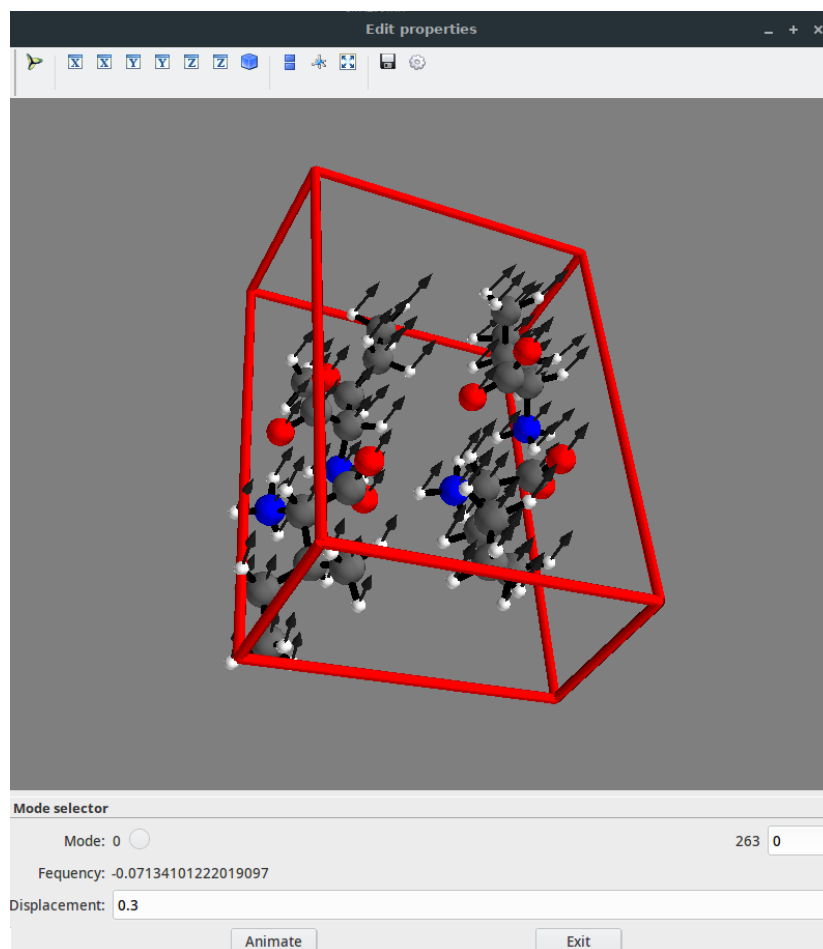 Edit properties
X X Y Y Z Z
Mode selector
Mode: 0 263 0
Fequency: -0.07134101222019097
Displacement: 0.3
Animate Exit